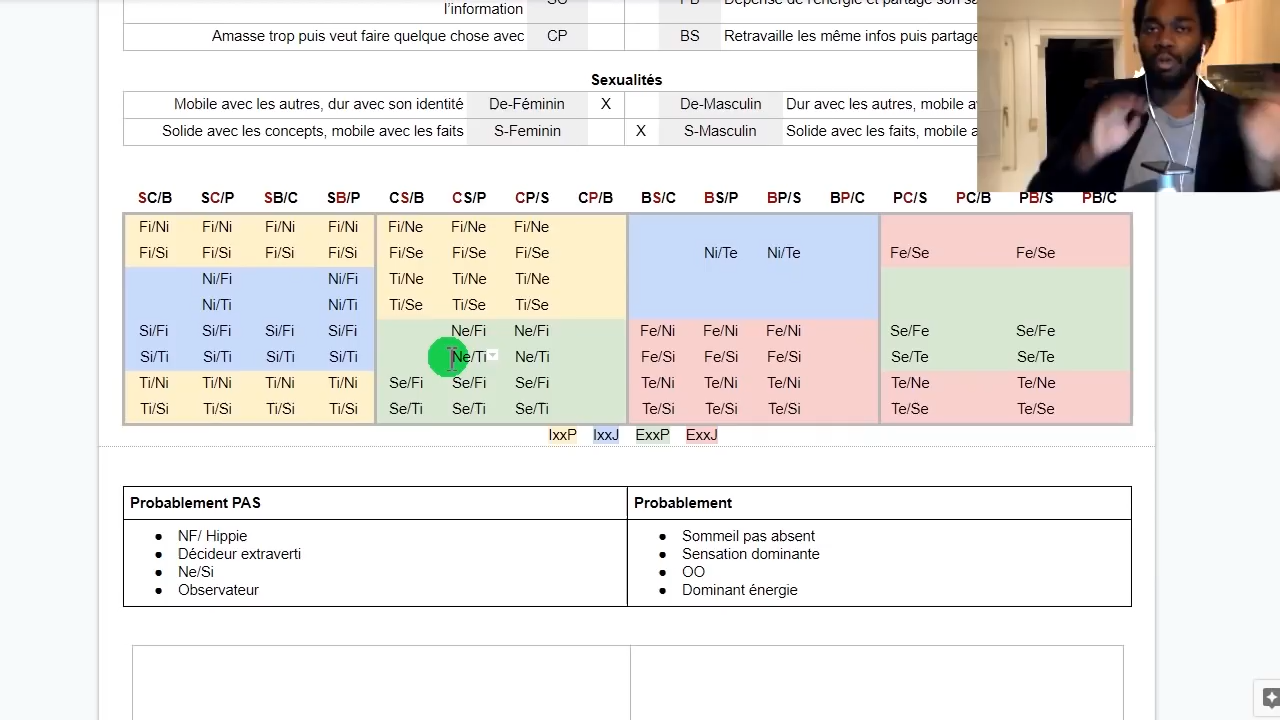 l'information
Amasse trop puis veut faire quelque chose avec CP BS Retravaille les même infos puis partage
Sexualités
Mobile avec les autres, dur avec son identité De-Féminin X De-Masculin Dur avec les autres, mobile
Solide avec les concepts, mobile avec les faits S-Feminin X S-Masculin Solide avec les faits, mobile
SC/B SC/P SB/C SB/P CS/B CS/P CP/S CP/B BS/C BS/P BP/S BP/C PC/S PC/B PB/S PB/C
Fi/Ni Fi/Ni Fi/Ni Fi/Ni Fi/Ne Fi/Ne Fi/Ne
Fi/Si Fi/Si Fi/Si Fi/Si Fi/Se Fi/Se Fi/Se Ni/Te Ni/Te Fe/Se Fe/Se
Ni/Fi Ni/Fi Ti/Ne Ti/Ne Ti/Ne
Ni/Ti Ni/Ti Ti/Se Ti/Se Ti/Se
Si/Fi Si/Fi Si/Fi Si/Fi Ne/Fi Ne/Fi Fe/Ni Fe/Ni Fe/Ni Se/Fe Se/Fe
Si/Ti Si/Ti Si/Ti Si/Ti Ne/Ti Ne/Ti Fe/Si Fe/Si Fe/Si Se/Te Se/Te
Ti/Ni Ti/Ni Ti/Ni Ti/Ni Se/Fi Se/Fi Se/Fi Te/Ni Te/Ni Te/Ni Te/Ne Te/Ne
Ti/Si Ti/Si Ti/Si Ti/Si Se/Ti Se/Ti Se/Ti Te/Si Te/Si Te/Si Te/Se Te/Se
IxxP IxxJ ExxP ExxJ
Probablement PAS Probablement
• NF/ Hippie • Sommeil pas absent
• Décideur extraverti • Sensation dominante
• Ne/Si • OO
• Observateur • Dominant énergie